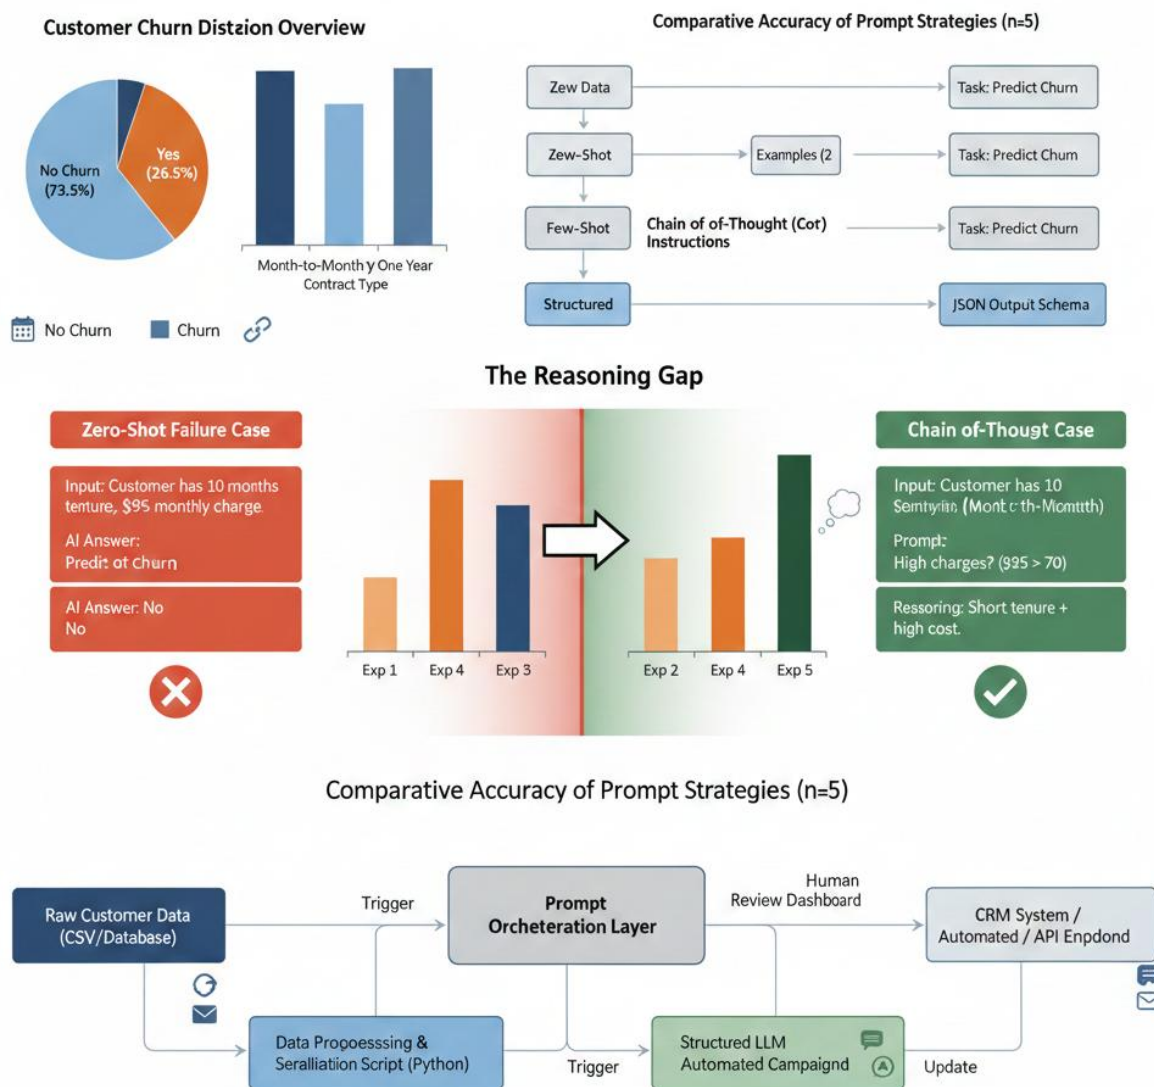 Customer Churn Distzion Overview
No Churn
(73.5%)
Yes
(26.5%)
Month-to-Month y One Year
Contract Type
No Churn
Churn
Comparative Accuracy of Prompt Strategies (n=5)
Zew Data
Task: Predict Churn
Zew-Shot
Examples (2
Task: Predict Churn
Few-Shot
Chain of of-Thought (Cot)
Instructions
Task: Predict Churn
Structured
JSON Output Schema
The Reasoning Gap
Zero-Shot Failure Case
Input: Customer has 10 months
tenture, $95 monthly charge.
AI Answer:
Predit ot Churn
AI Answer: No
No
Exp 1
Exp 4
Exp 3
Exp 2
Exp 4
Exp 5
Chain of-Thougt Case
Input: Customer has 10
(Mont
Prompt:
High charges? ($95 > 70)
Ressoring: Short tenure +
high cost.
Comparative Accuracy of Prompt Strategies (n=5)
Raw Customer Data
(CSV/Database)
Trigger
Prompt
Orcheteration Layer
Human
Review Dashboard
CRM System /
Automated / API Enpdond
Data Propoesssing &
Seralliation Script (Python)
Trigger
Structured LLM
Automated Campaignd
Update